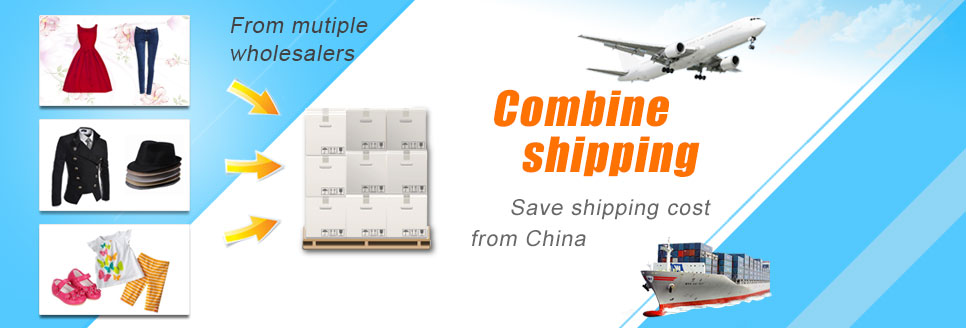 From mutiple
wholesalers
Combine
shipping
Save shipping cost
from China